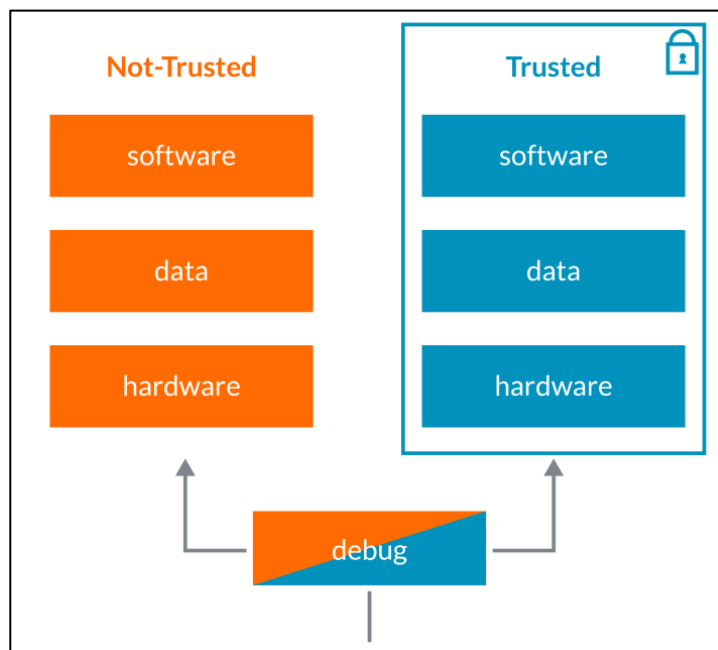 Not-Trusted
software
data
hardware
Trusted
software
data
hardware
debug